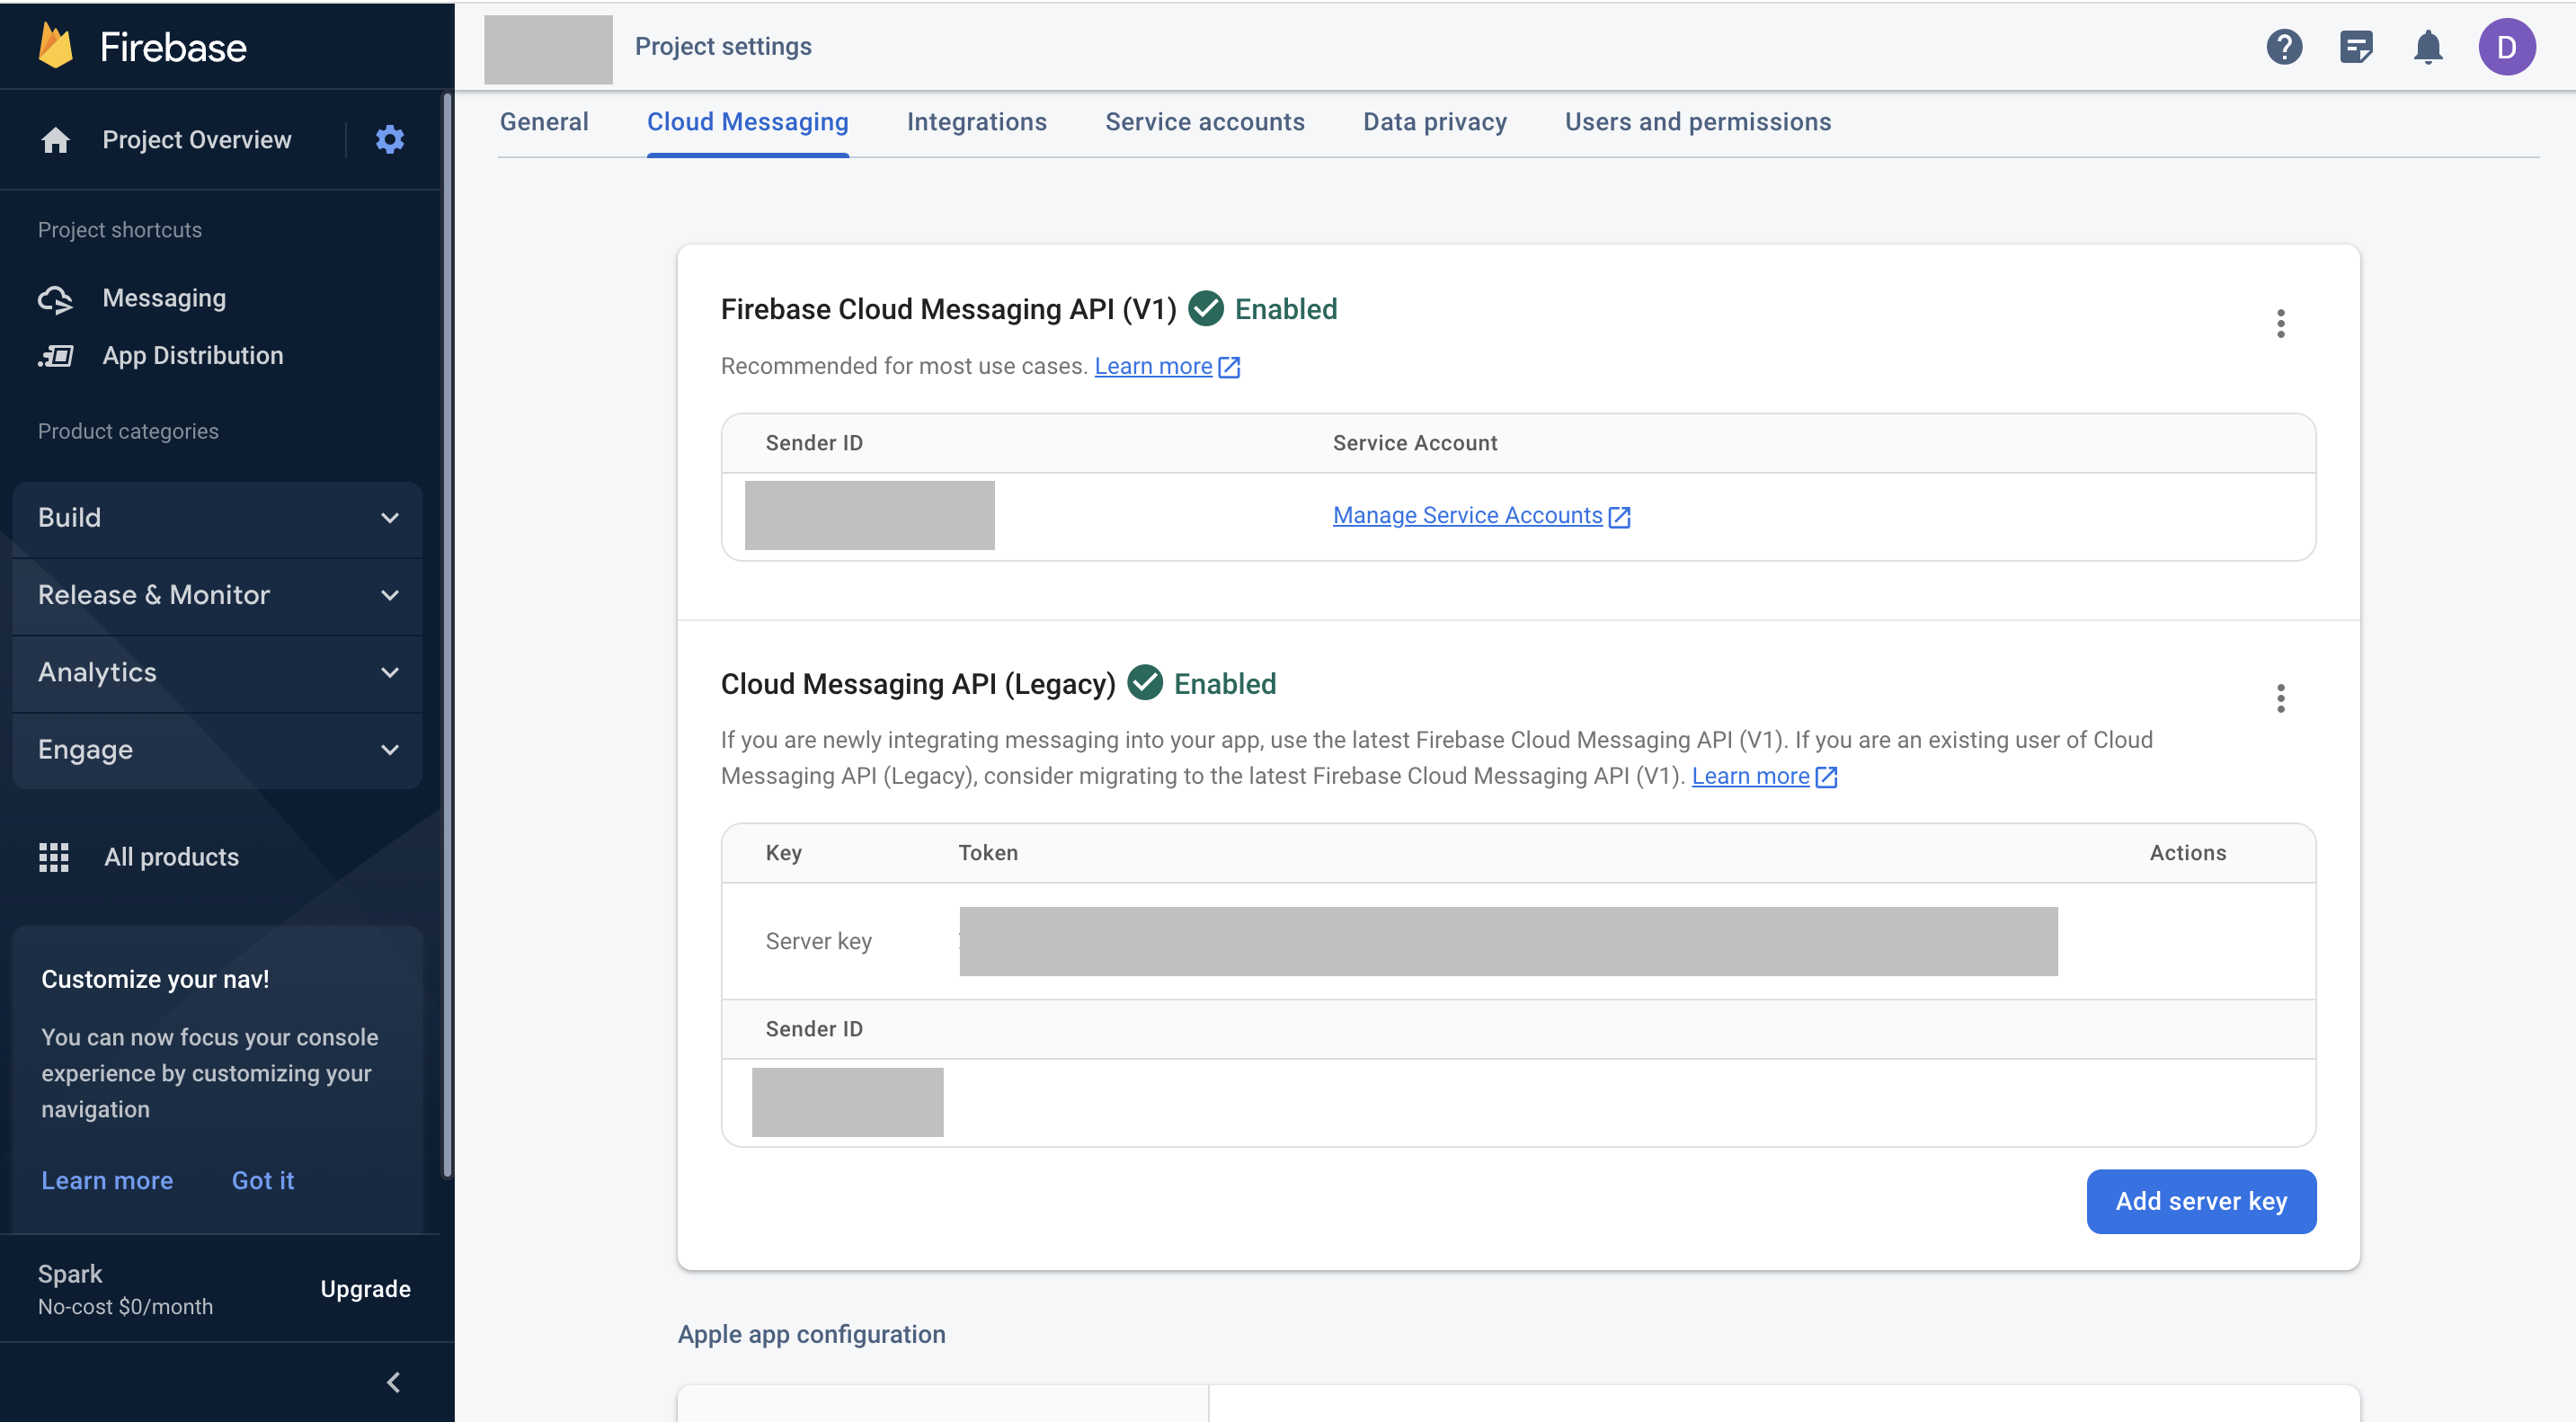 Firebase
Project Overview
Project shortcuts
Messaging
App Distribution
Product categories
Build
Release & Monitor
Analytics
Engage
All products
Customize your nav!
You can now focus your console
experience by customizing your
navigation
Learn more Got it
Spark
No-cost $0/month
Upgrade
Project settings
D
General Cloud Messaging Integrations Service accounts Data privacy Users and permissions
Firebase Cloud Messaging API (V1) Enabled
Recommended for most use cases. Learn more
Sender ID Service Account
Manage Service Accounts
Cloud Messaging API (Legacy) Enabled
If you are newly integrating messaging into your app, use the latest Firebase Cloud Messaging API (V1). If you are an existing user of Cloud
Messaging API (Legacy), consider migrating to the latest Firebase Cloud Messaging API (V1). Learn more
Key Token Actions
Server key
Sender ID
Add server key
Apple app configuration